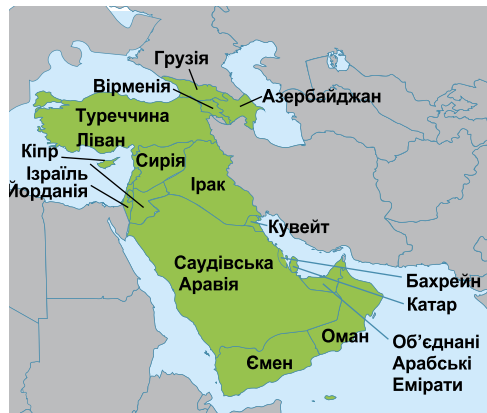 Грузія
Вірменія
Азербайджан
Туреччина
Ліван
Кіпр
Сирія
Ізраїль
Йорданія
Ірак
Кувейт
Саудівська
Аравія
Бахрейн
Катар
Оман
Об’єднані
Арабські
Емірати
Ємен